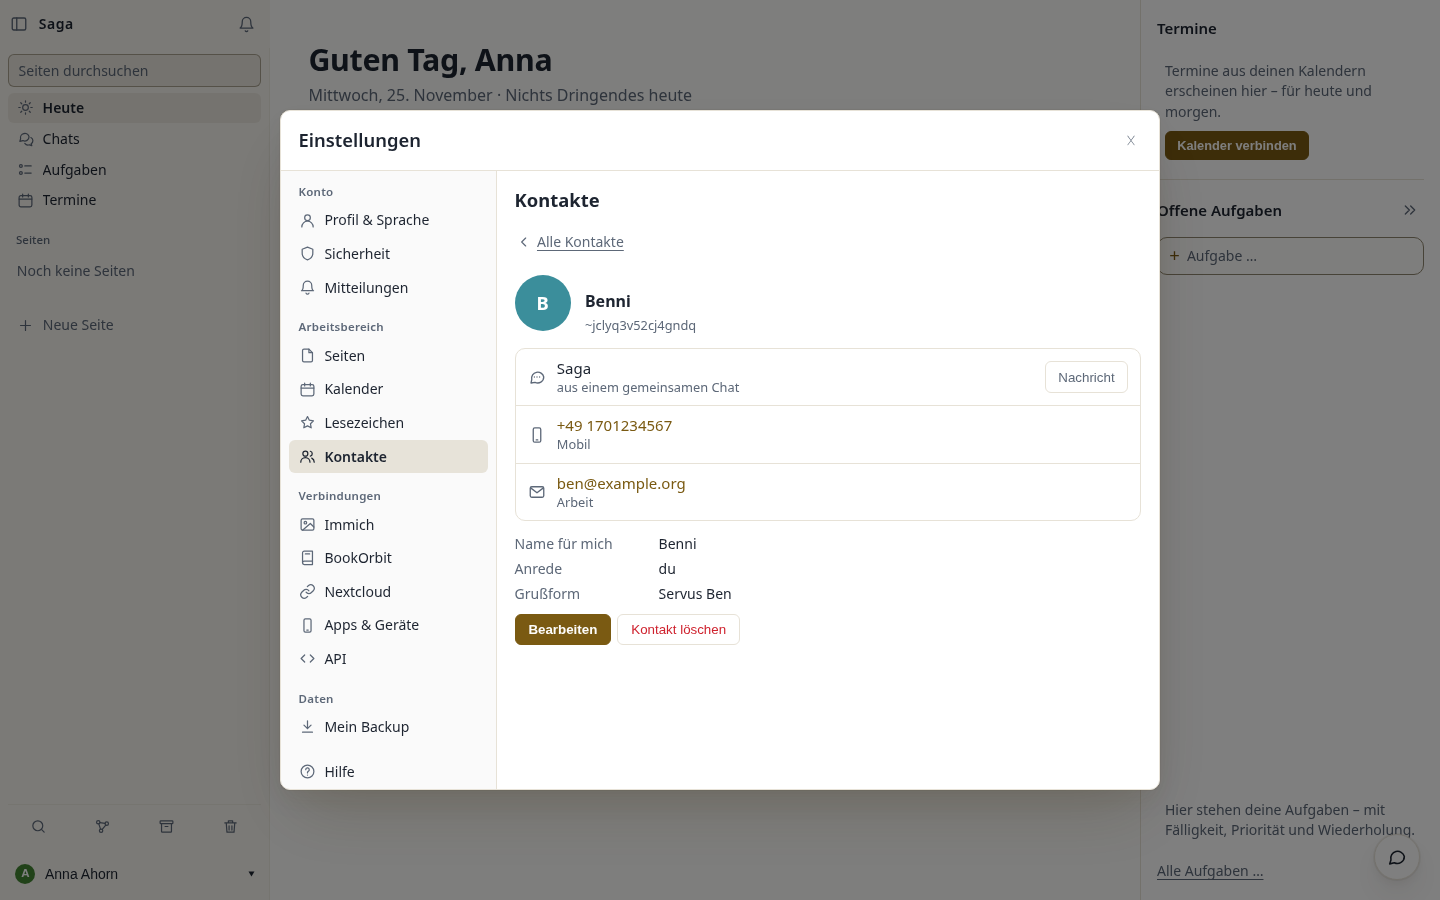 Saga
Seiten durchsuchen
Heute
Chats
Aufgaben
Termine
Seiten
Noch keine Seiten
Neue Seite
A
Anna Ahorn
Guten Tag, Anna
Mittwoch, 25. November · Nichts Dringendes heute
Einstellungen
Konto
Profil & Sprache
Sicherheit
Mitteilungen
Arbeitsbereich
Seiten
Kalender
Lesezeichen
Kontakte
Verbindungen
Immich
BookOrbit
Nextcloud
Apps & Geräte
API
Daten
Mein Backup
Hilfe
Kontakte
Alle Kontakte
B
Benni
~jclyq3v52cj4gndq
Saga
aus einem gemeinsamen Chat
Nachricht
+49 1701234567
Mobil
ben@example.org
Arbeit
Name für mich Benni
Anrede du
Grußform Servus Ben
Bearbeiten Kontakt löschen
Termine
Termine aus deinen Kalendern
erscheinen hier – für heute und
morgen.
Kalender verbinden
Offene Aufgaben
+ Aufgabe ...
Hier stehen deine Aufgaben – mit
Fälligkeit, Priorität und Wiederholung.
Alle Aufgaben ...